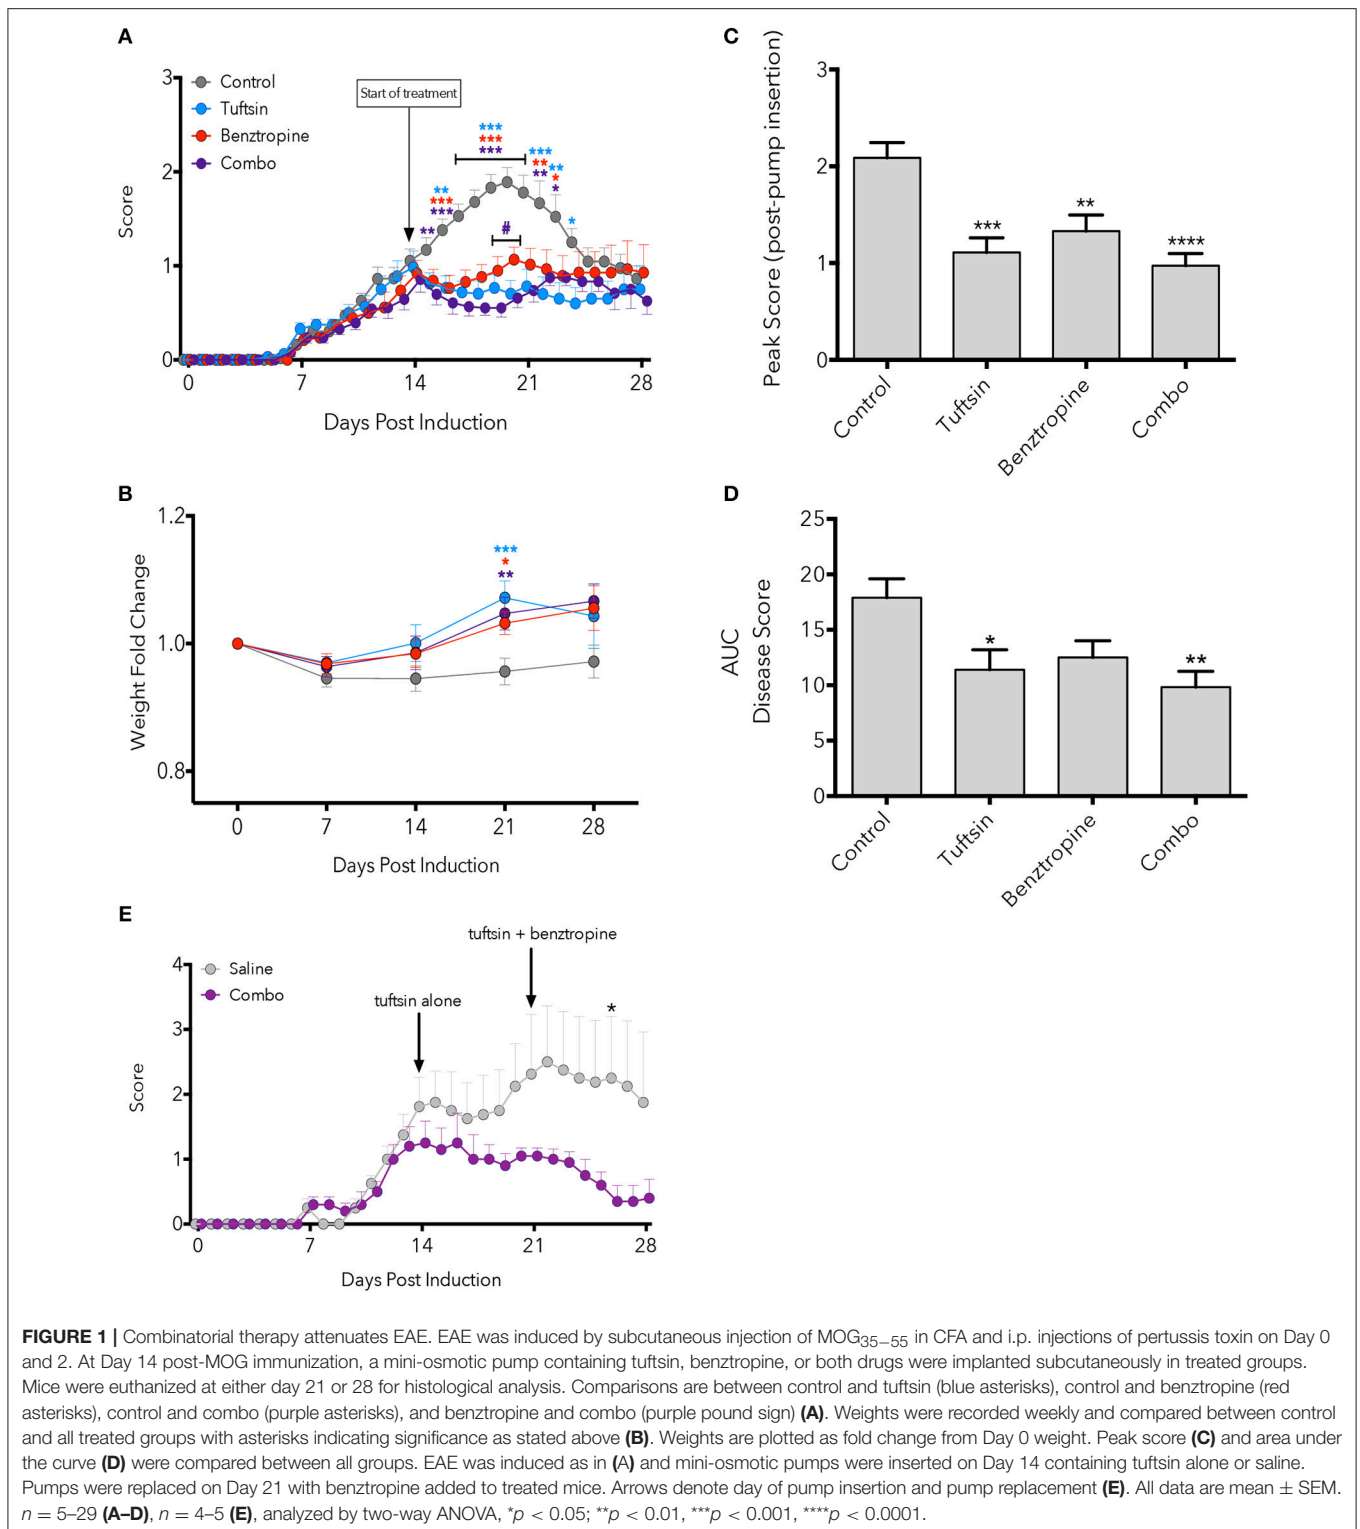 A
3
2
1
0
Score
Control
Tuftsin
Benztropine
Combo
Start of treatment
**
***
***
**
***
***
***
***
**
**
**
*
*
*
#
0 7 14 21 28
Days Post Induction
C
3
2
1
0
Peak Score (post-pump insertion)
***
**
****
Control
Tuftsin
Benztropine
Combo
B
1.2
1.0
0.8
Weight Fold Change
***
*
**
0 7 14 21 28
Days Post Induction
D
25
20
15
10
5
0
AUC
Disease Score
*
**
Control
Tuftsin
Benztropine
Combo
E
4
3
2
1
0
Score
Saline
Combo
tuftsin alone
tuftsin + benztropine
*
0 7 14 21 28
Days Post Induction
FIGURE 1 | Combinatorial therapy attenuates EAE. EAE was induced by subcutaneous injection of MOG35–55 in CFA and i.p. injections of pertussis toxin on Day 0
and 2. At Day 14 post-MOG immunization, a mini-osmotic pump containing tuftsin, benztropine, or both drugs were implanted subcutaneously in treated groups.
Mice were euthanized at either day 21 or 28 for histological analysis. Comparisons are between control and tuftsin (blue asterisks), control and benztropine (red
asterisks), control and combo (purple asterisks), and benztropine and combo (purple pound sign) (A). Weights were recorded weekly and compared between control
and all treated groups with asterisks indicating significance as stated above (B). Weights are plotted as fold change from Day 0 weight. Peak score (C) and area under
the curve (D) were compared between all groups. EAE was induced as in (A) and mini-osmotic pumps were inserted on Day 14 containing tuftsin alone or saline.
Pumps were replaced on Day 21 with benztropine added to treated mice. Arrows denote day of pump insertion and pump replacement (E). All data are mean ± SEM.
n = 5–29 (A–D), n = 4–5 (E), analyzed by two-way ANOVA, *p < 0.05; **p < 0.01, ***p < 0.001, ****p < 0.0001.